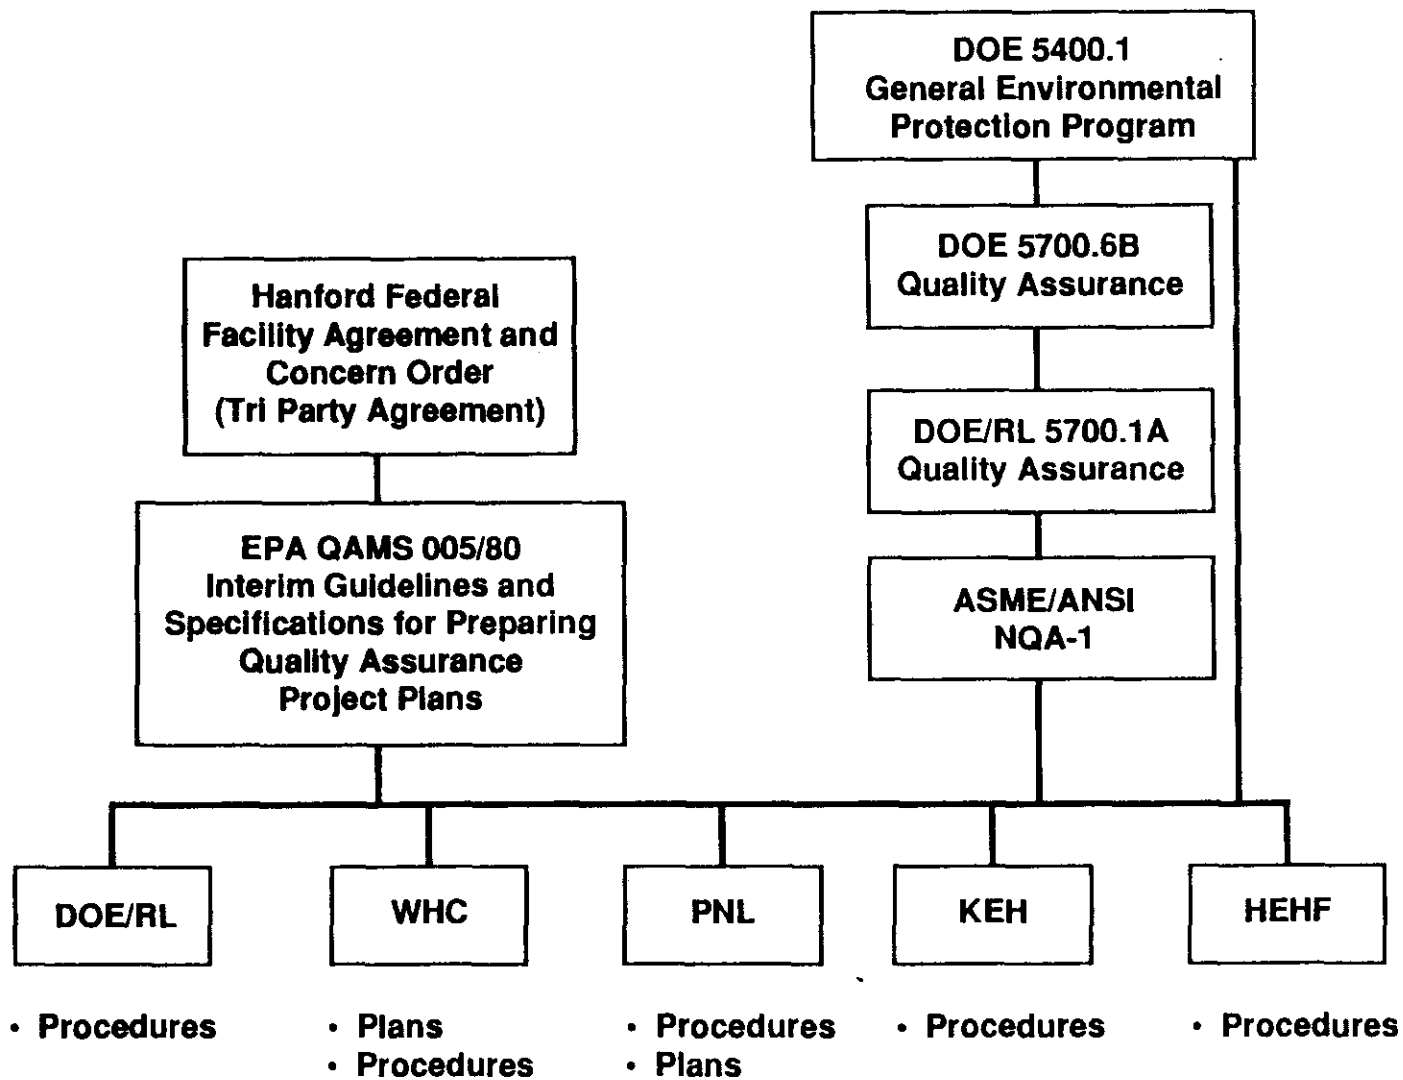 DOE 5400.1
General Environmental
Protection Program
DOE 5700.6B
Quality Assurance
Hanford Federal
Facility Agreement and
Concern Order
(Tri Party Agreement)
DOE/RL 5700.1A
Quality Assurance
EPA QAMS 005/80
Interim Guidelines and
Specifications for Preparing
Quality Assurance
Project Plans
ASME/ANSI
NQA-1
DOE/RL
WHC
PNL
KEH
HEHF
• Procedures
• Plans
• Procedures
• Procedures
• Plans
• Procedures
• Procedures